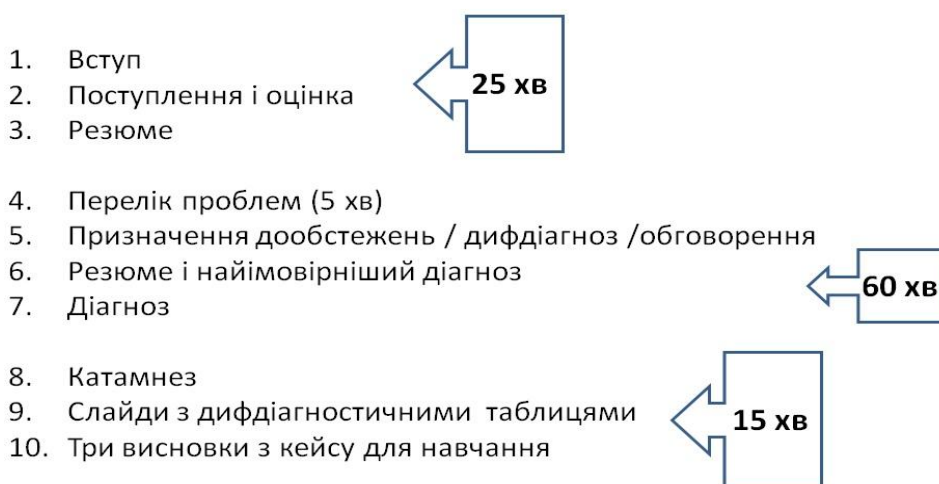 1. Вступ
2. Поступлення і оцінка
3. Резюме
25 хв
4. Перелік проблем (5 хв)
5. Призначення дообстежень / дифдіагноз /обговорення
6. Резюме і найімовірніший діагноз
7. Діагноз
60 хв
8. Катамнез
9. Слайди з дифдіагностичними таблицями
10. Три висновки з кейсу для навчання
15 хв